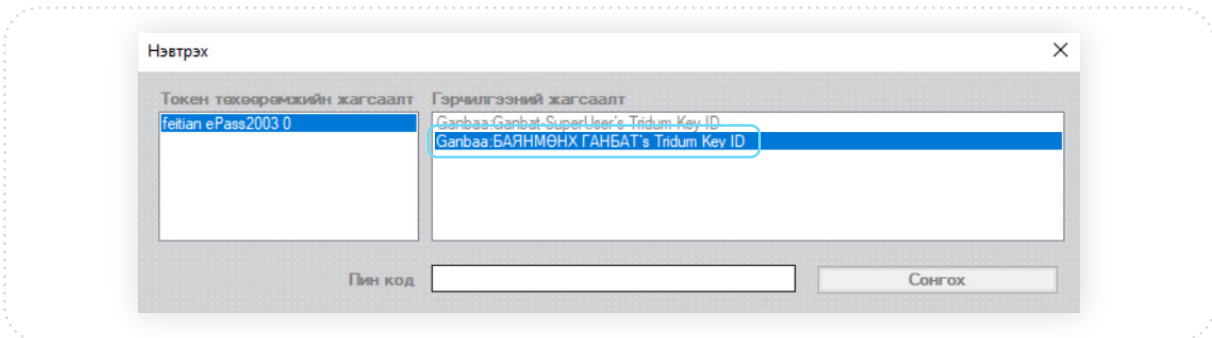 Нэвтрэх
Токен төхөөрөмжийн жагсаалт Гэрчилгээний жагсаалт
feitian ePass2003 0
Ganbaa:Ganbat-SuperUser's Tridum Key ID
Ganbaa:БАЯНМӨНХ ГАНБАТ's Tridum Key ID
Пин код
Сонгох